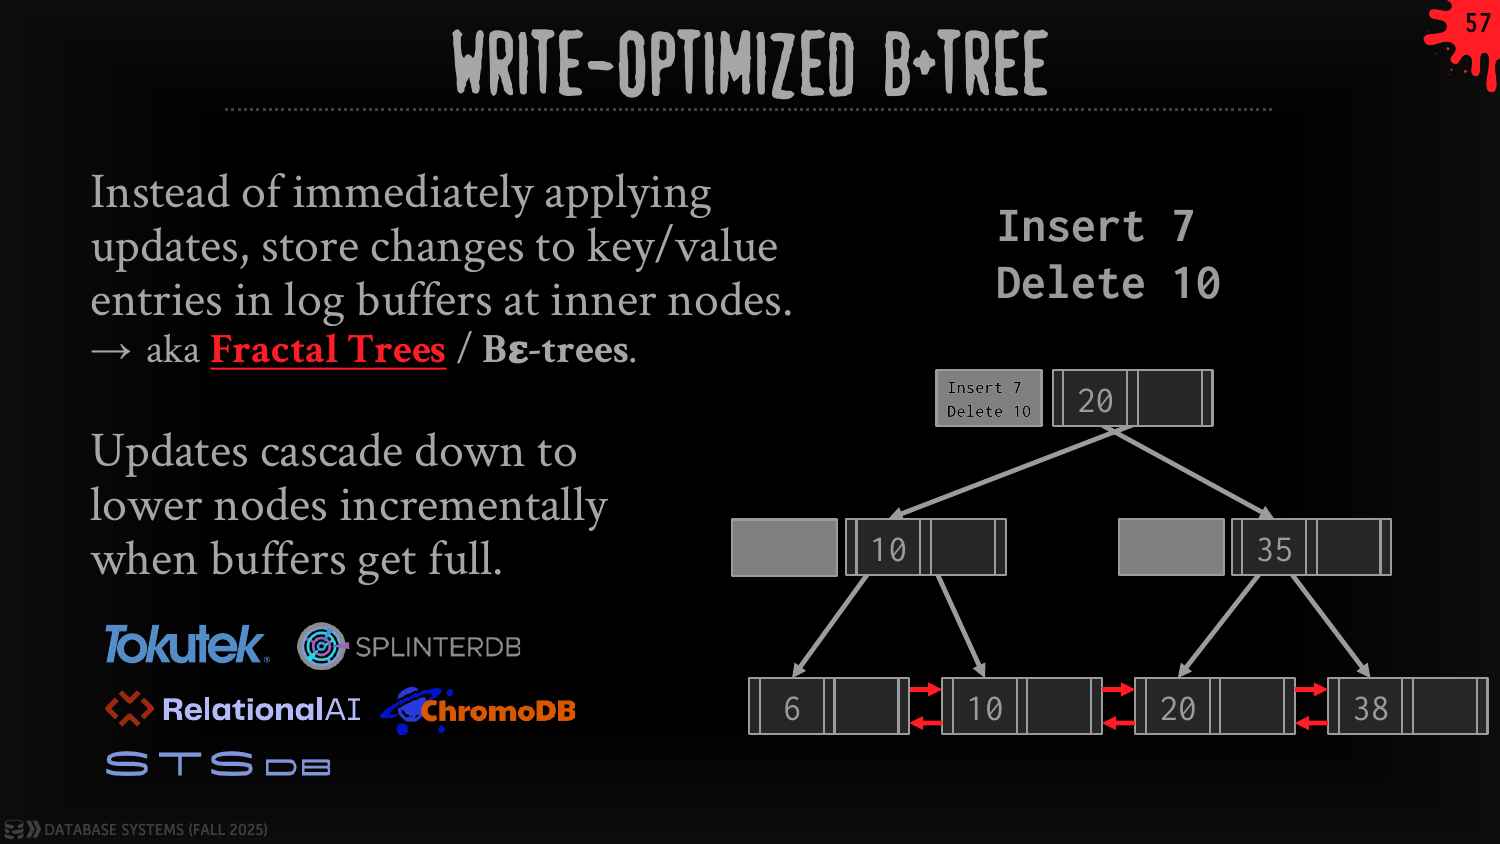 57
WRITE-OPTIMIZED B+TREE
Instead of immediately applying
updates, store changes to key/value
entries in log buffers at inner nodes.
→ aka Fractal Trees / Bε-trees.
Updates cascade down to
lower nodes incrementally
when buffers get full.
Tokutek®
SPLINTERDB
RelationalAI
ChromoDB
STSDB
Insert 7
Delete 10
Insert 7
Delete 10
20
10
35
6
10
20
38
DATABASE SYSTEMS (FALL 2025)